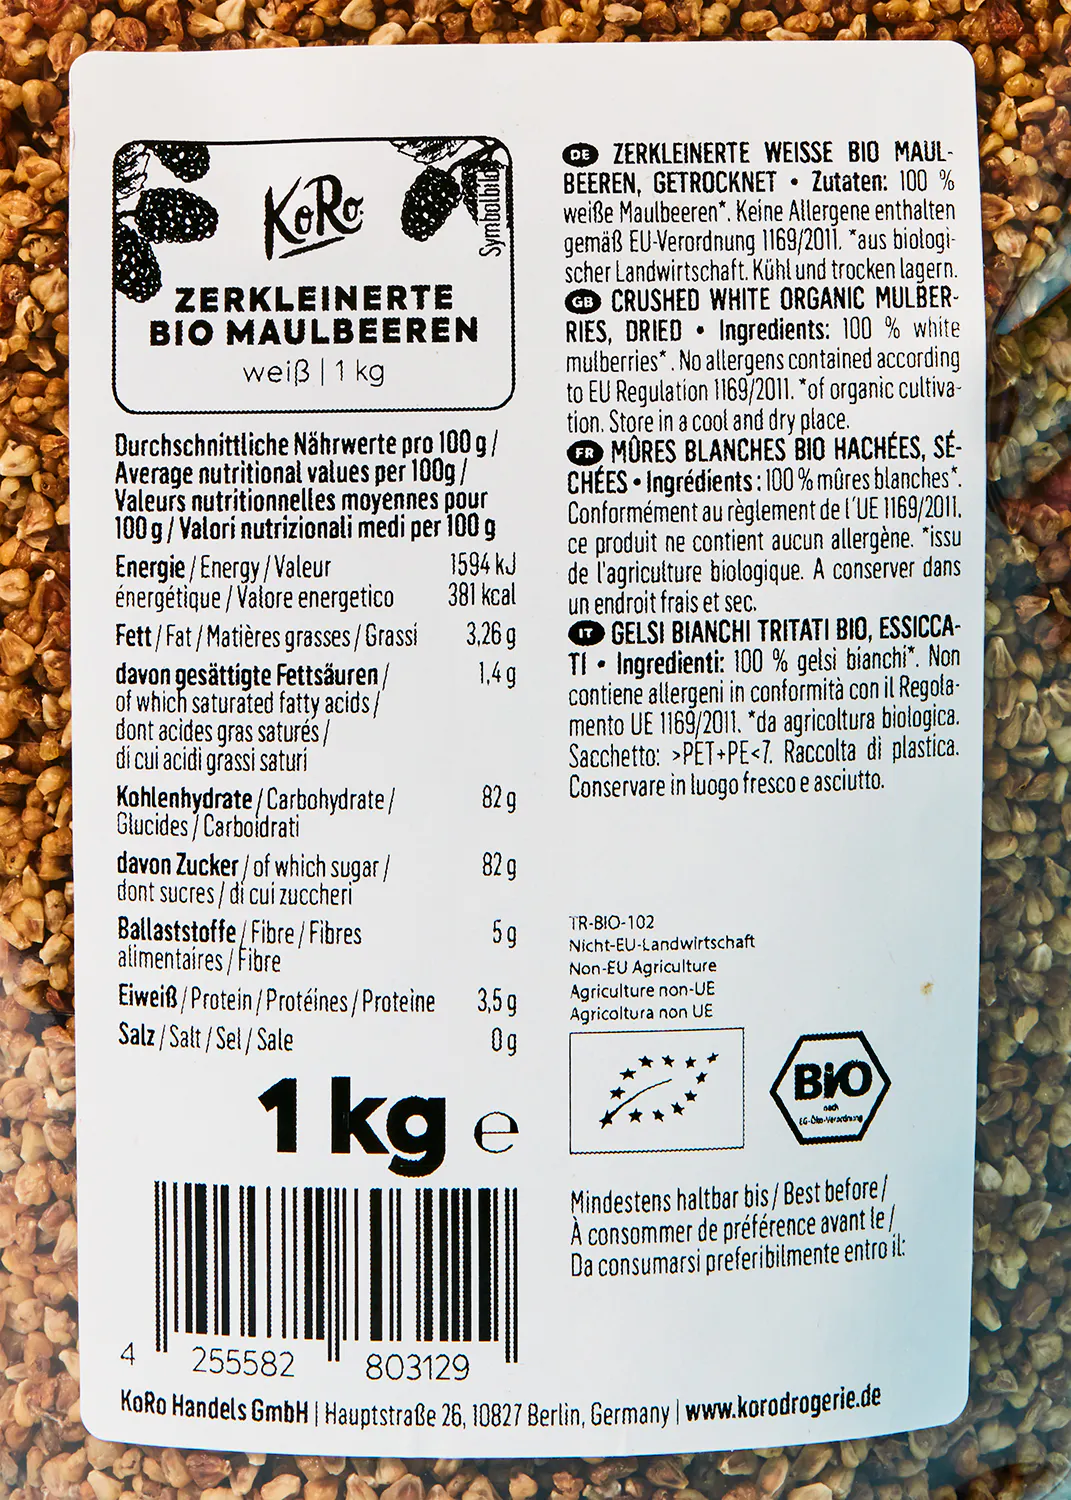 KoRo
Symbolbild
ZERKLEINERTE
BIO MAULBEEREN
weiß | 1 kg
Durchschnittliche Nährwerte pro 100 g /
Average nutritional values per 100g /
Valeurs nutritionnelles moyennes pour
100 g / Valori nutrizionali medi per 100 g
Energie / Energy / Valeur 1594 kJ
énergétique / Valore energetico 381 kcal
Fett / Fat / Matières grasses / Grassi 3,26 g
davon gesättigte Fettsäuren / 1,4 g
of which saturated fatty acids /
dont acides gras saturés /
di cui acidi grassi saturi
Kohlenhydrate / Carbohydrate / 82 g
Glucides / Carboidrati
davon Zucker / of which sugar / 82 g
dont sucres / di cui zuccheri
Ballaststoffe / Fibre / Fibres 5 g
alimentaires / Fibre
Eiweiß / Protein / Protéines / Proteine 3,5 g
Salz / Salt / Sel / Sale 0 g
1 kg e
4 255582 803129
DE ZERKLEINERTE WEISSE BIO MAUL-
BEEREN, GETROCKNET • Zutaten: 100 %
weiße Maulbeeren*. Keine Allergene enthalten
gemäß EU-Verordnung 1169/2011. *aus biologi-
scher Landwirtschaft. Kühl und trocken lagern.
GB CRUSHED WHITE ORGANIC MULBER-
RIES, DRIED • Ingredients: 100 % white
mulberries*. No allergens contained according
to EU Regulation 1169/2011. *of organic cultiva-
tion. Store in a cool and dry place.
FR MÛRES BLANCHES BIO HACHÉES, SÉ-
CHÉES • Ingrédients : 100 % mûres blanches*.
Conformément au règlement de l´UE 1169/2011,
ce produit ne contient aucun allergène. *issu
de l'agriculture biologique. A conserver dans
un endroit frais et sec.
IT GELSI BIANCHI TRITATI BIO, ESSICCA-
TI • Ingredienti: 100 % gelsi bianchi*. Non
contiene allergeni in conformità con il Regola-
mento UE 1169/2011. *da agricoltura biologica.
Sacchetto: >PET+PE<7. Raccolta di plastica.
Conservare in luogo fresco e asciutto.
TR-BIO-102
Nicht-EU-Landwirtschaft
Non-EU Agriculture
Agriculture non-UE
Agricoltura non UE
BiO
nach
EG-Öko-Verordnung
Mindestens haltbar bis / Best before /
À consommer de préférence avant le /
Da consumarsi preferibilmente entro il:
KoRo Handels GmbH | Hauptstraße 26, 10827 Berlin, Germany | www.korodrogerie.de